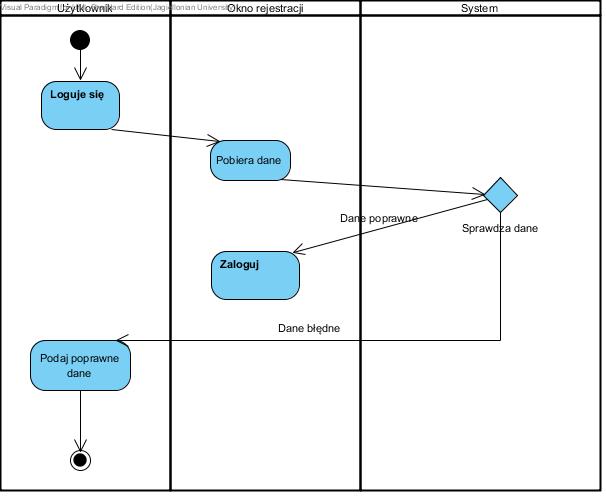 Visual Paradigm Standard Edition(Jagiellonian University)
Użytkownik
Okno rejestracji
System
Loguje się
Pobiera dane
Dane poprawne
Sprawdza dane
Zaloguj
Dane błędne
Podaj poprawne
dane